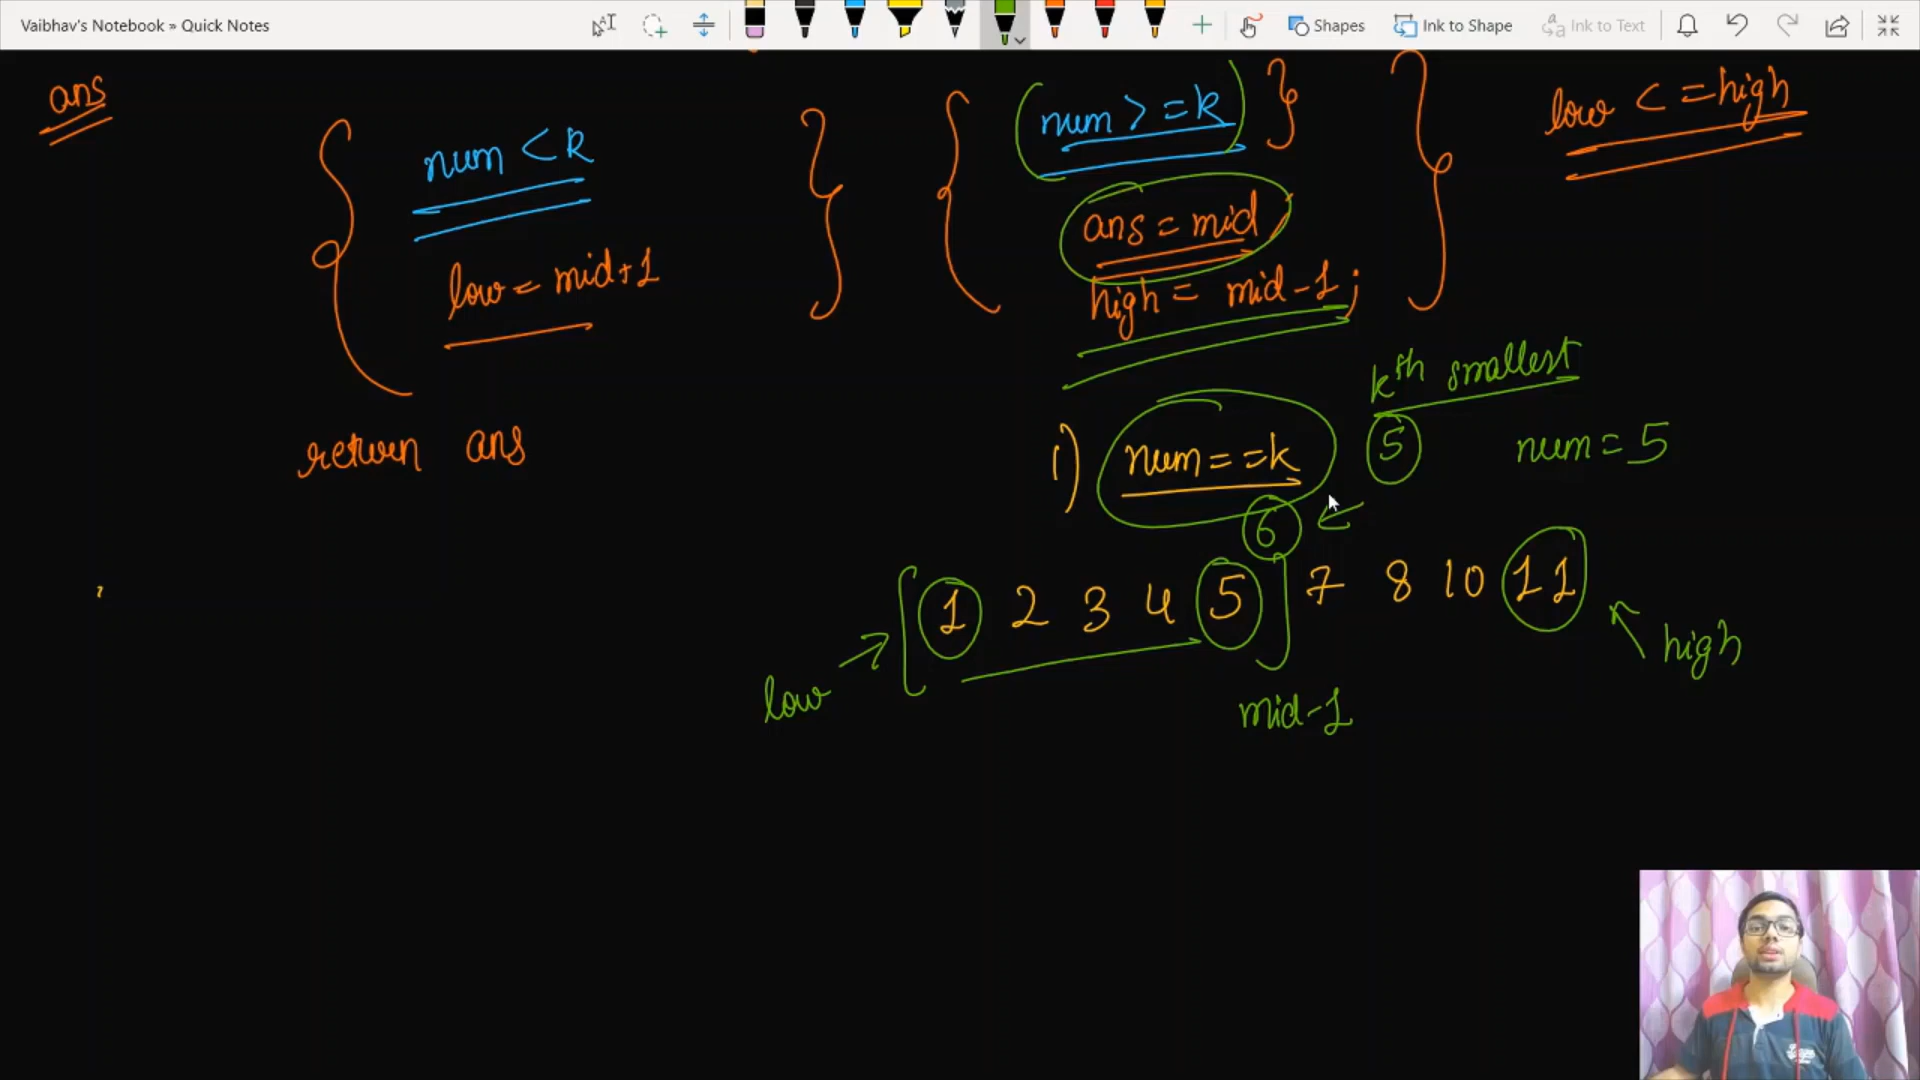 Vaibhav's Notebook » Quick Notes
Shapes
Ink to Shape
Ink to Text
ans
num < k
low = mid+1
return ans
num > = k
ans = mid
high = mid-1;
low < = high
kth smallest
i) num = = k
5
num = 5
6
1 2 3 4 5 7 8 10 11
low
mid-1
high